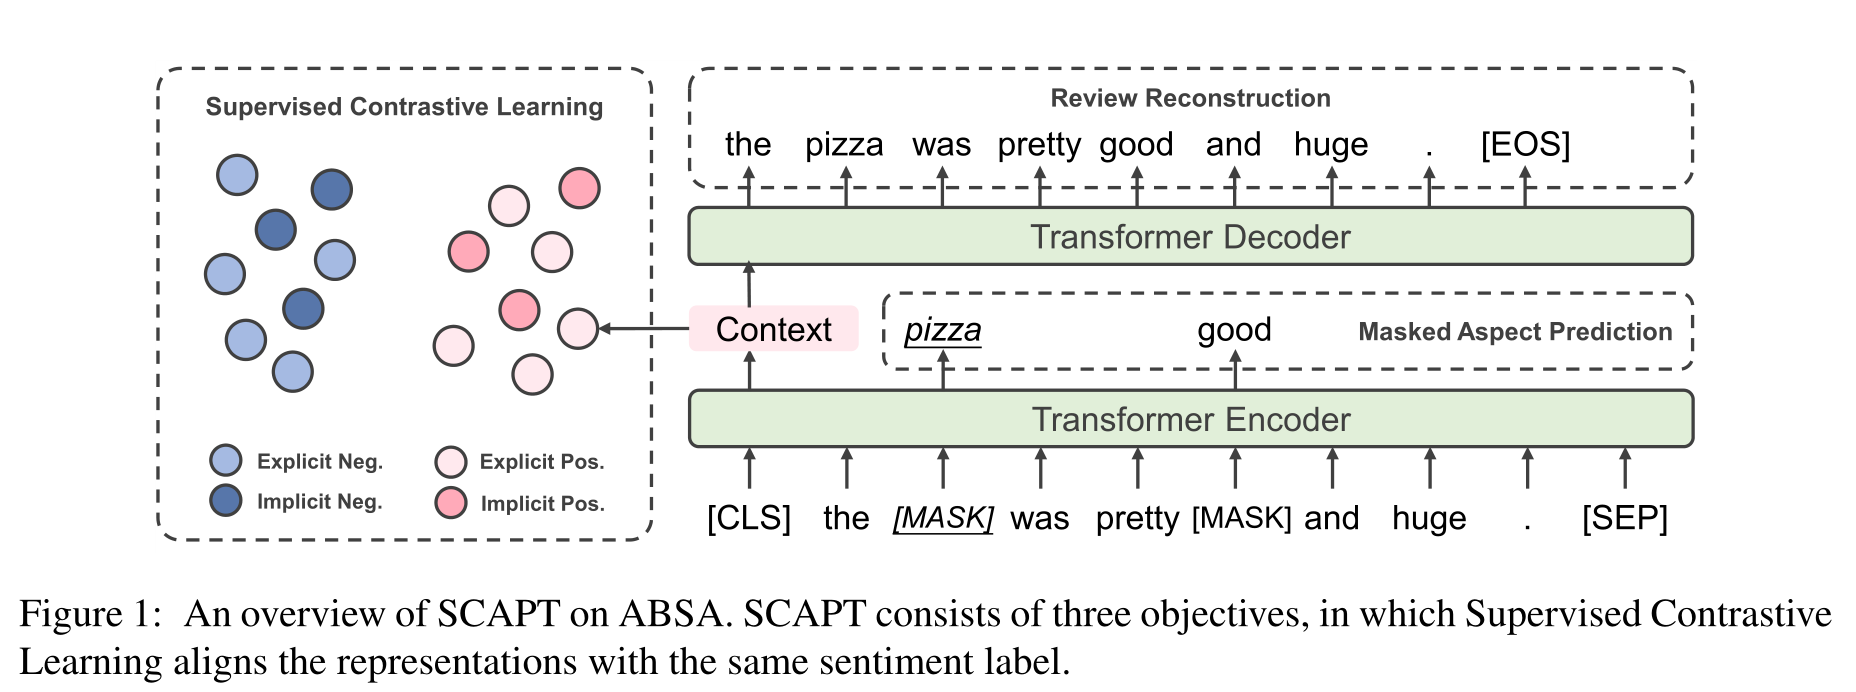 Supervised Contrastive Learning
Explicit Neg.
Explicit Pos.
Implicit Neg.
Implicit Pos.
Review Reconstruction
the pizza was pretty good and huge . [EOS]
Transformer Decoder
Context
pizza good Masked Aspect Prediction
Transformer Encoder
[CLS] the [MASK] was pretty [MASK] and huge . [SEP]
Figure 1: An overview of SCAPT on ABSA. SCAPT consists of three objectives, in which Supervised Contrastive
Learning aligns the representations with the same sentiment label.